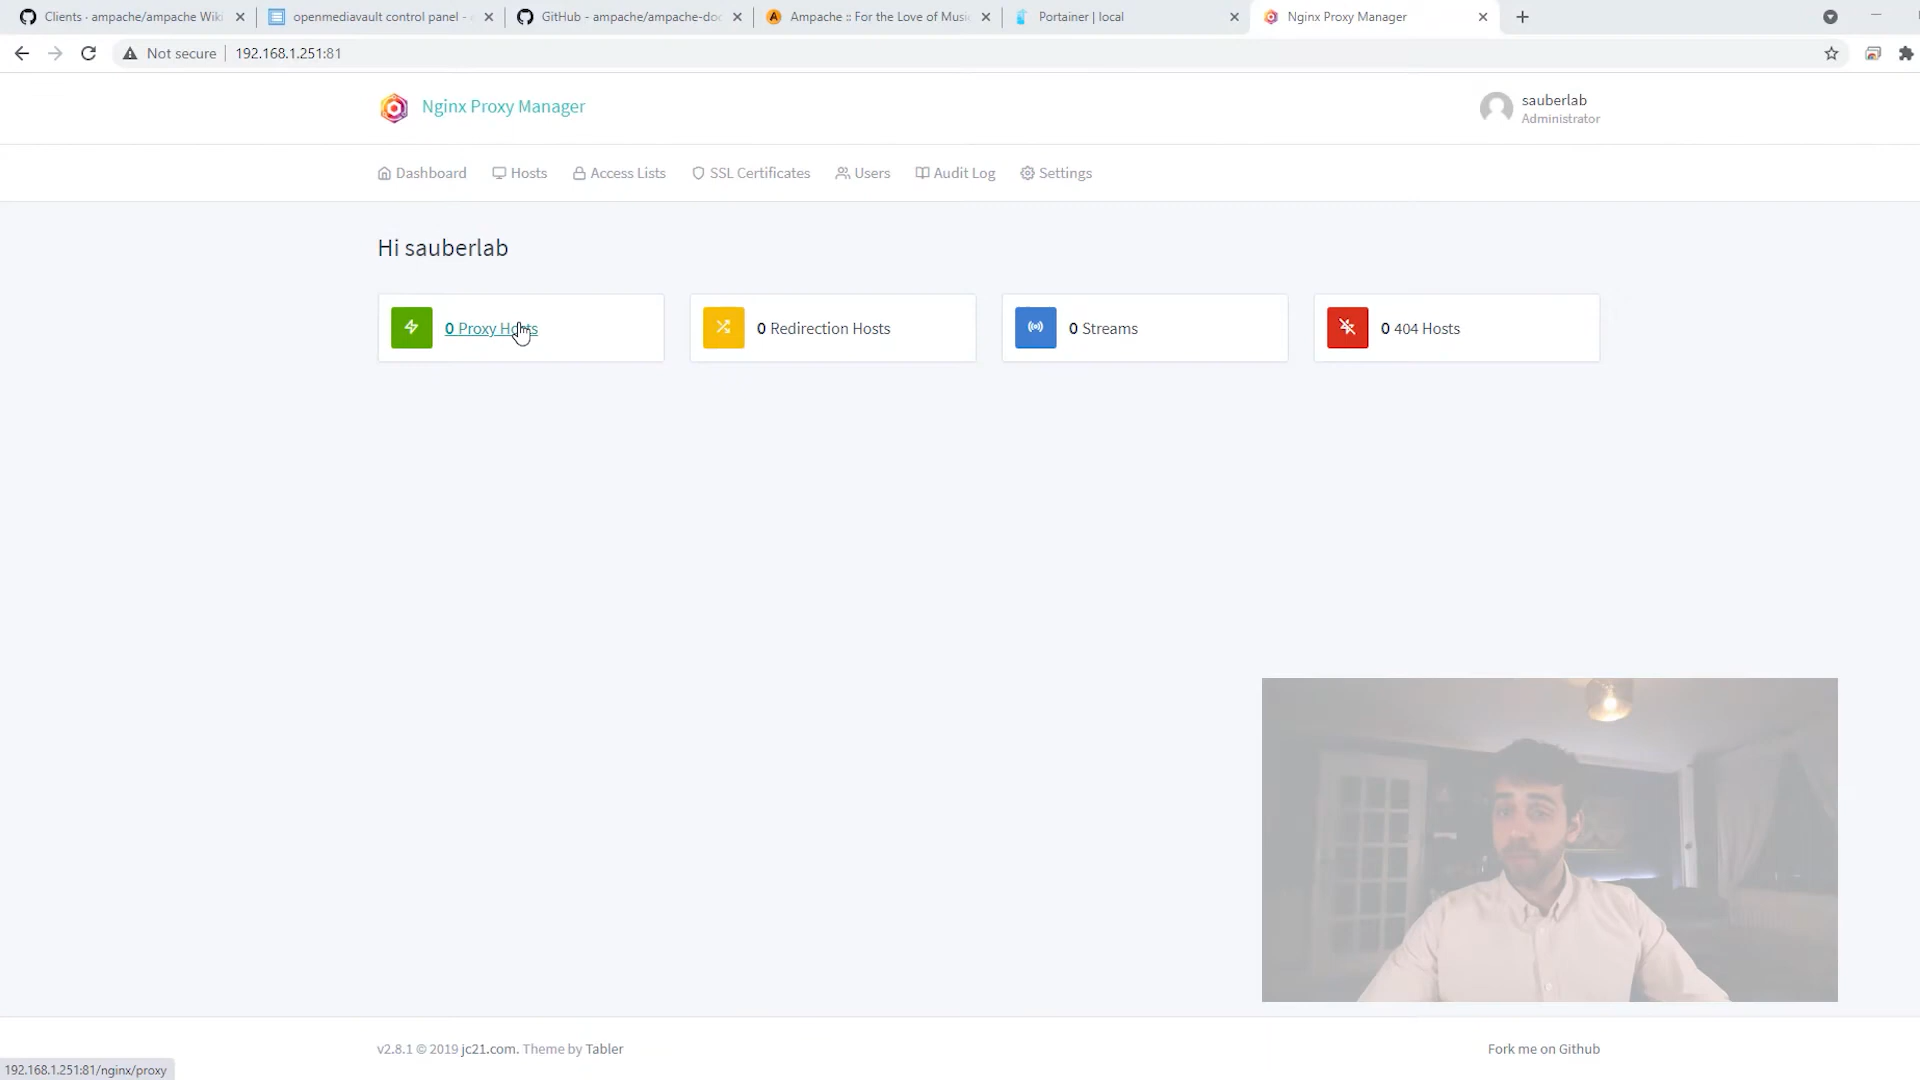 Clients · ampache/ampache Wiki
openmediavault control panel -
GitHub - ampache/ampache-doc
Ampache :: For the Love of Music
Portainer | local
Nginx Proxy Manager
Not secure
192.168.1.251:81
Nginx Proxy Manager
sauberlab
Administrator
Dashboard
Hosts
Access Lists
SSL Certificates
Users
Audit Log
Settings
Hi sauberlab
0 Proxy Hosts
0 Redirection Hosts
0 Streams
0 404 Hosts
v2.8.1 © 2019 jc21.com. Theme by Tabler
Fork me on Github
192.168.1.251:81/nginx/proxy